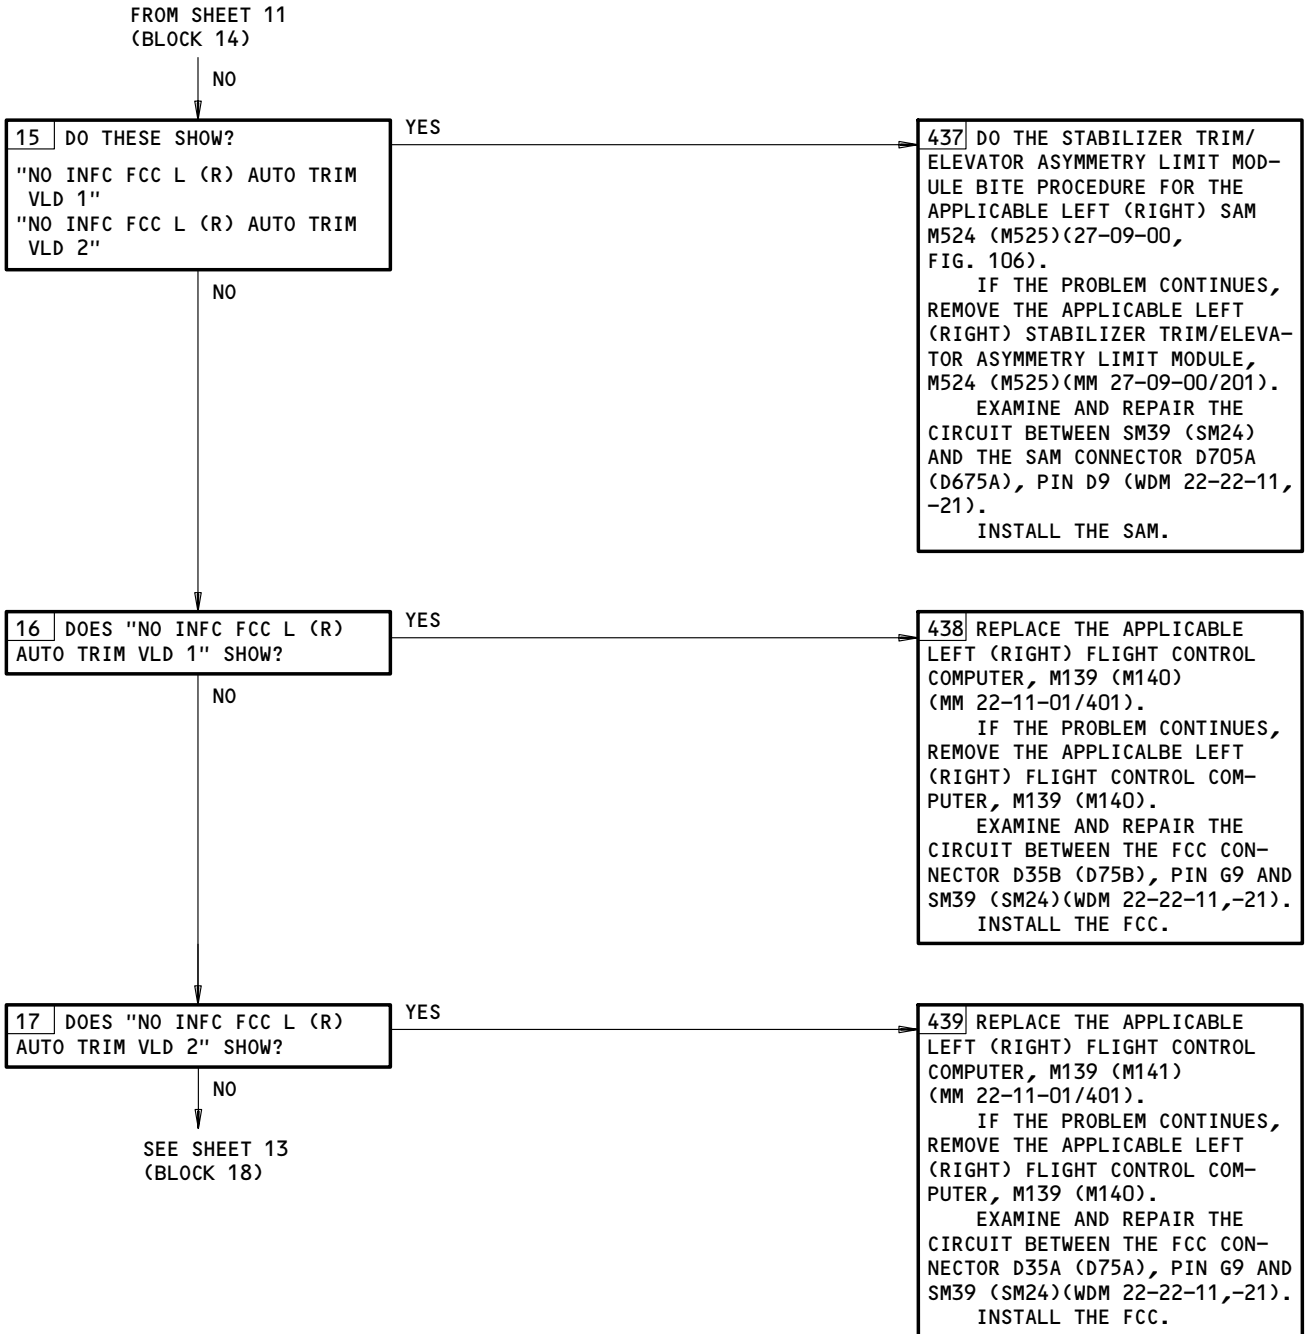 FROM SHEET 11
(BLOCK 14)
NO
15 DO THESE SHOW?
"NO INFC FCC L (R) AUTO TRIM
VLD 1"
"NO INFC FCC L (R) AUTO TRIM
VLD 2"
YES
NO
437 DO THE STABILIZER TRIM/
ELEVATOR ASYMMETRY LIMIT MOD-
ULE BITE PROCEDURE FOR THE
APPLICABLE LEFT (RIGHT) SAM
M524 (M525)(27-09-00,
FIG. 106).
IF THE PROBLEM CONTINUES,
REMOVE THE APPLICABLE LEFT
(RIGHT) STABILIZER TRIM/ELEVA-
TOR ASYMMETRY LIMIT MODULE,
M524 (M525)(MM 27-09-00/201).
EXAMINE AND REPAIR THE
CIRCUIT BETWEEN SM39 (SM24)
AND THE SAM CONNECTOR D705A
(D675A), PIN D9 (WDM 22-22-11,
-21).
INSTALL THE SAM.
16 DOES "NO INFC FCC L (R)
AUTO TRIM VLD 1" SHOW?
YES
NO
438 REPLACE THE APPLICABLE
LEFT (RIGHT) FLIGHT CONTROL
COMPUTER, M139 (M140)
(MM 22-11-01/401).
IF THE PROBLEM CONTINUES,
REMOVE THE APPLICALBE LEFT
(RIGHT) FLIGHT CONTROL COM-
PUTER, M139 (M140).
EXAMINE AND REPAIR THE
CIRCUIT BETWEEN THE FCC CON-
NECTOR D35B (D75B), PIN G9 AND
SM39 (SM24)(WDM 22-22-11,-21).
INSTALL THE FCC.
17 DOES "NO INFC FCC L (R)
AUTO TRIM VLD 2" SHOW?
YES
NO
SEE SHEET 13
(BLOCK 18)
439 REPLACE THE APPLICABLE
LEFT (RIGHT) FLIGHT CONTROL
COMPUTER, M139 (M141)
(MM 22-11-01/401).
IF THE PROBLEM CONTINUES,
REMOVE THE APPLICABLE LEFT
(RIGHT) FLIGHT CONTROL COM-
PUTER, M139 (M140).
EXAMINE AND REPAIR THE
CIRCUIT BETWEEN THE FCC CON-
NECTOR D35A (D75A), PIN G9 AND
SM39 (SM24)(WDM 22-22-11,-21).
INSTALL THE FCC.